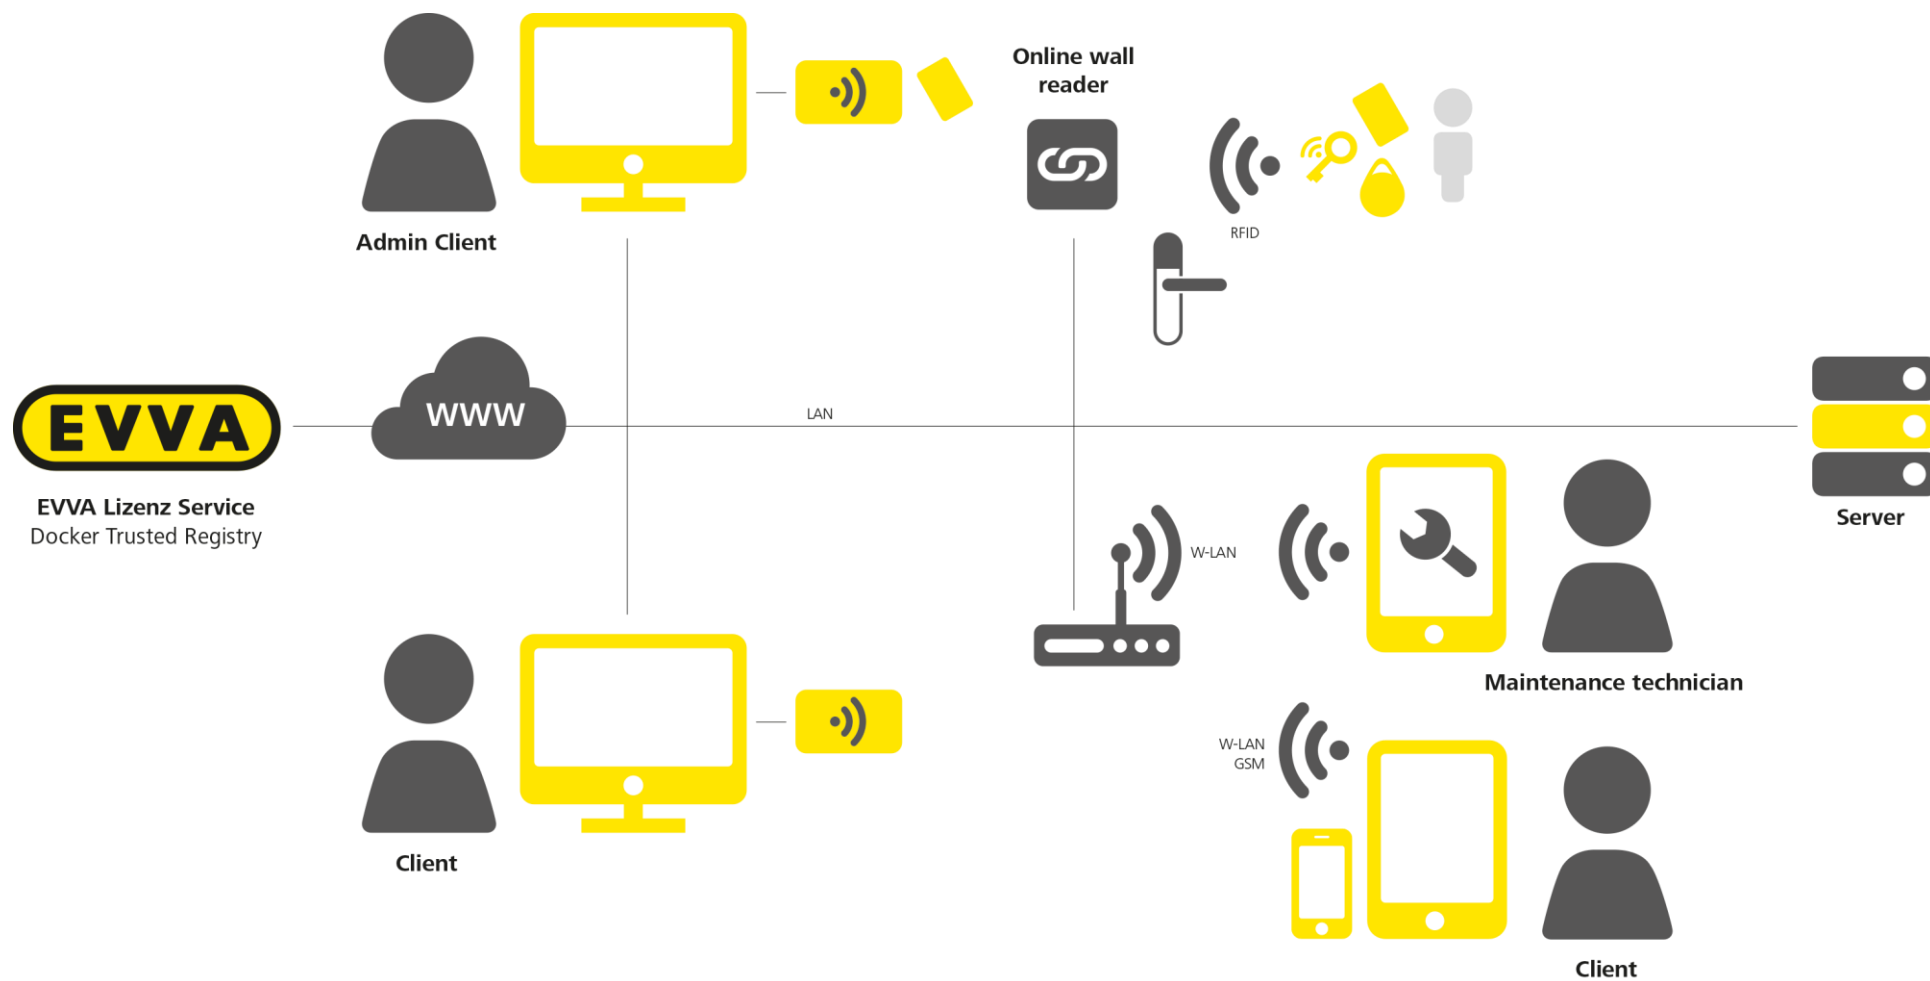 Online wall
reader
RFID
Admin Client
WWW
LAN
EVVA
EVVA Lizenz Service
Docker Trusted Registry
Server
W-LAN
Maintenance technician
W-LAN
GSM
Client
Client